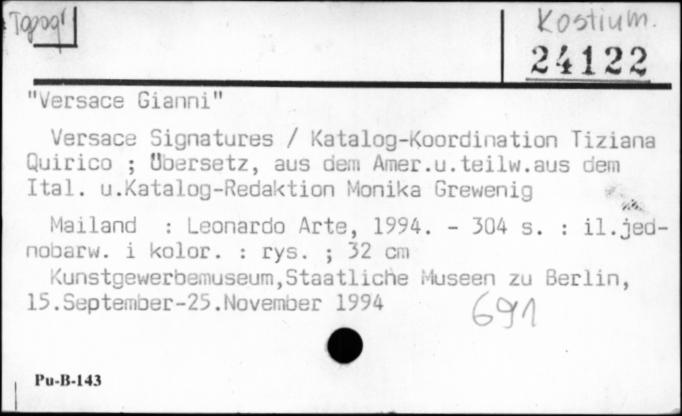 Topogr
Kostium.
24122
"Versace Gianni"
Versace Signatures / Katalog-Koordination Tiziana
Quirico ; Übersetz, aus dem Amer.u.teilw.aus dem
Ital. u.Katalog-Redaktion Monika Grewenig
Mailand : Leonardo Arte, 1994. - 304 s. : il.jed-
nobarw. i kolor. : rys. ; 32 cm
Kunstgewerbemuseum,Staatliche Museen zu Berlin,
15.September-25.November 1994
691
Pu-B-143